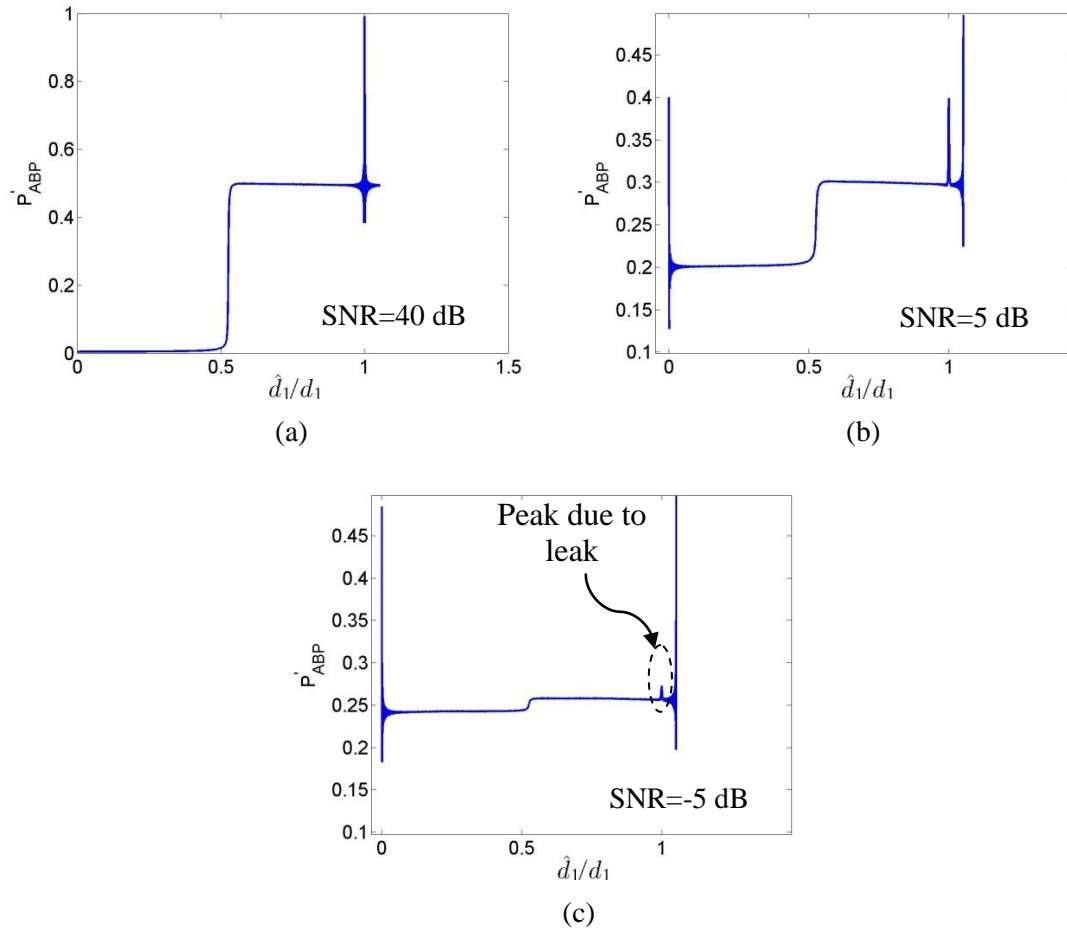 1
0.8
0.6
0.4
0.2
0
P'ABP
SNR=40 dB
0
0.5
1
1.5
d̂1/d1
(a)
0.45
0.4
0.35
0.3
0.25
0.2
0.15
0.1
P'ABP
SNR=5 dB
0
0.5
1
d̂1/d1
(b)
0.45
0.4
0.35
0.3
0.25
0.2
0.15
0.1
P'ABP
Peak due to
leak
SNR=-5 dB
0
0.5
1
d̂1/d1
(c)